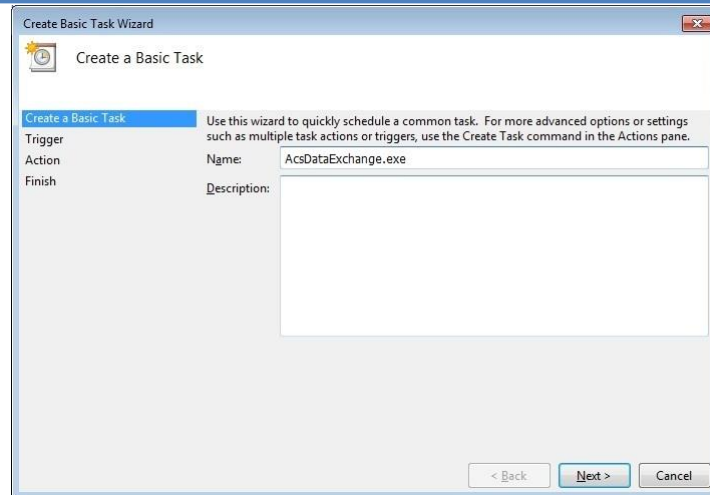 Create Basic Task Wizard
Create a Basic Task
Create a Basic Task
Trigger
Action
Finish
Use this wizard to quickly schedule a common task. For more advanced options or settings
such as multiple task actions or triggers, use the Create Task command in the Actions pane.
Name: AcsDataExchange.exe
Description:
< Back Next > Cancel